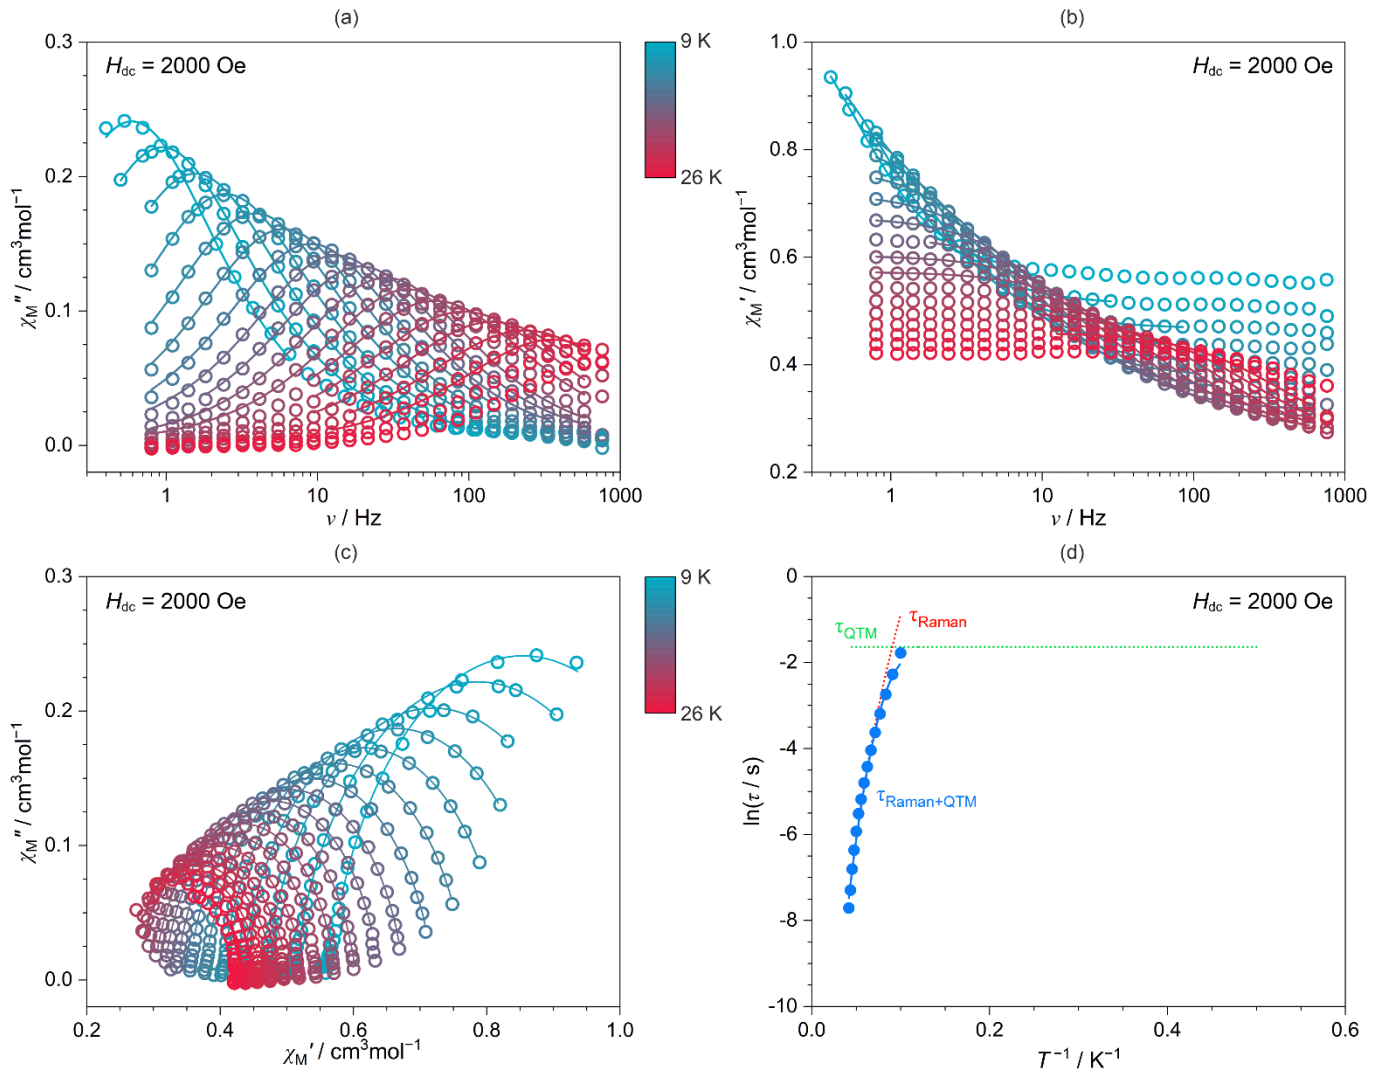 (a)
0.3
0.2
0.1
0.0
χM″ / cm³mol⁻¹
Hdc = 2000 Oe
1
10
100
1000
ν / Hz
9 K
26 K
(b)
1.0
0.8
0.6
0.4
0.2
χM′ / cm³mol⁻¹
Hdc = 2000 Oe
1
10
100
1000
ν / Hz
(c)
0.3
0.2
0.1
0.0
χM″ / cm³mol⁻¹
Hdc = 2000 Oe
0.2
0.4
0.6
0.8
1.0
χM′ / cm³mol⁻¹
9 K
26 K
(d)
0
-2
-4
-6
-8
-10
ln(τ / s)
Hdc = 2000 Oe
τRaman
τQTM
τRaman+QTM
0.0
0.2
0.4
0.6
T⁻¹ / K⁻¹